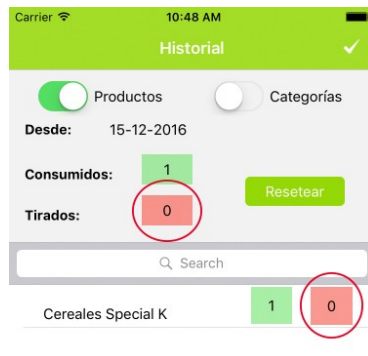 Carrier 10:48 AM
Historial
Productos Categorías
Desde: 15-12-2016
Consumidos: 1
Resetear
Tirados: 0
Search
Cereales Special K 1 0